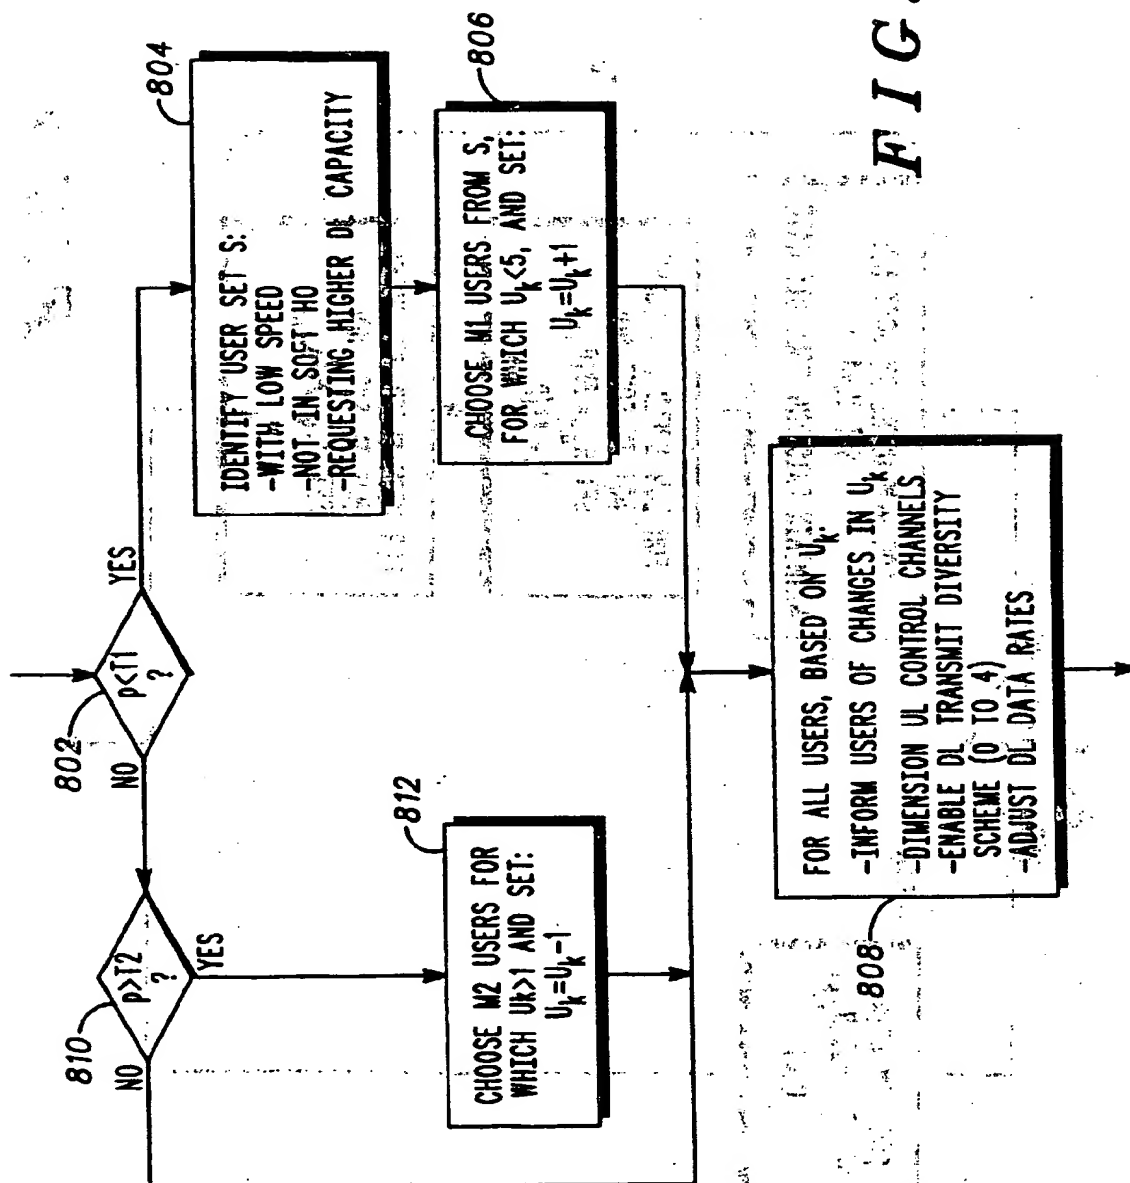 802
p<T1
?
YES
NO
804
IDENTIFY USER SET S:
-WITH LOW SPEED
-NOT IN SOFT HO
-REQUESTING HIGHER DL CAPACITY
806
CHOOSE M1 USERS FROM S,
FOR WHICH Uk<5, AND SET:
Uk=Uk+1
810
p>T2
?
YES
NO
812
CHOOSE M2 USERS FOR
WHICH Uk>1 AND SET:
Uk=Uk-1
808
FOR ALL USERS, BASED ON Uk:
-INFORM USERS OF CHANGES IN Uk
-DIMENSION UL CONTROL CHANNELS
-ENABLE DL TRANSMIT DIVERSITY
SCHEME (0 TO 4)
-ADJUST DL DATA RATES
FIG.